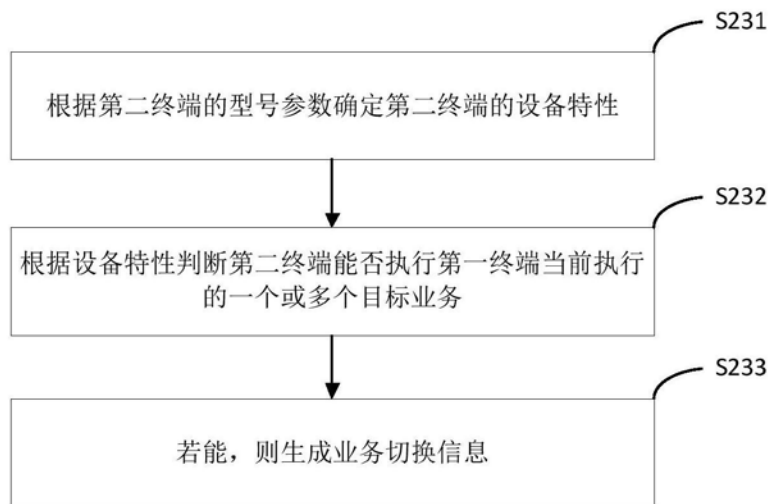 S231
根据第二终端的型号参数确定第二终端的设备特性
S232
根据设备特性判断第二终端能否执行第一终端当前执行
的一个或多个目标业务
S233
若能，则生成业务切换信息